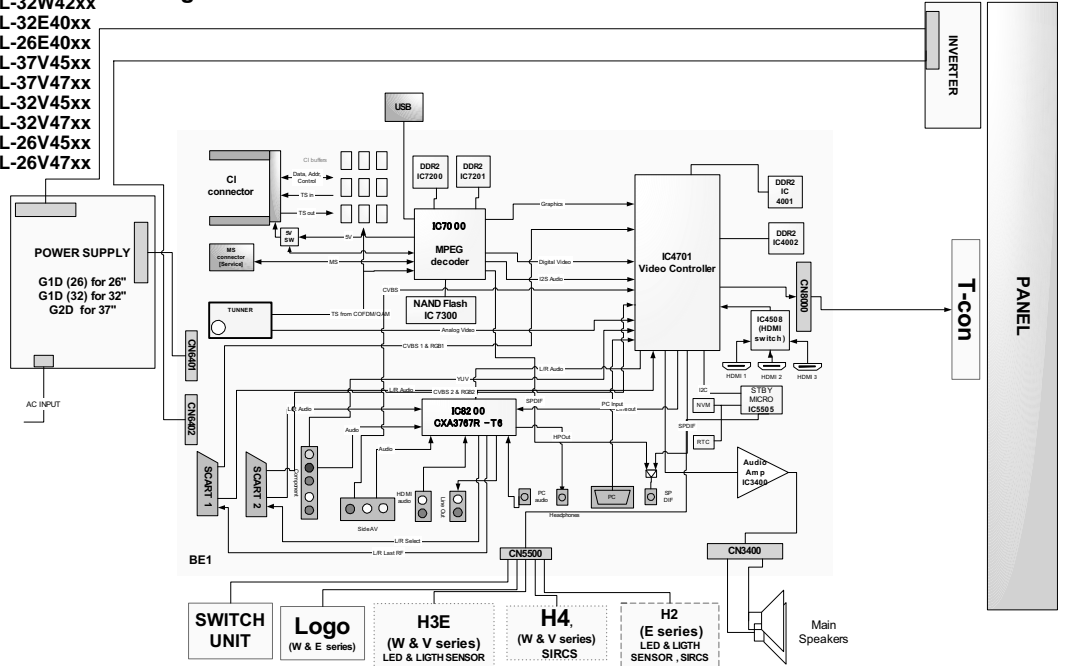 L-32W42xx
L-32E40xx
L-26E40xx
L-37V45xx
L-37V47xx
L-32V45xx
L-32V47xx
L-26V45xx
L-26V47xx
INVERTER
PANEL
USB
CI buffers
CI
connector
Data, Addr,
Control
TS in
TS out
DDR2
IC7200
DDR2
IC7201
DDR2
IC
4001
Graphics
IC7000
MPEG
decoder
5V
SW
5V
MS
connector
[Service]
MS
Digital Video
I2S Audio
CVBS
IC4701
Video Controller
DDR2
IC4002
CN8000
T-con
POWER SUPPLY
G1D (26) for 26"
G1D (32) for 32"
G2D for 37"
AC INPUT
TUNNER
TS from COFDM/QAM
NAND Flash
IC 7300
Analog Video
CVBS 1 & RGB1
IC4508
(HDMI
switch)
HDMI 1
HDMI 2
HDMI 3
CN6401
CN6402
L/R Audio
YUV
L/R Audio
CVBS 2 & RGB2
SPDIF
PC Input
I2C
NVM
RTC
STBY
MICRO
IC5505
L/R Audio
IC8200
CXA3767R -T6
Audio
Audio
HPOut
SPDIF
SCART 1
SCART 2
Component
Side AV
HDMI
audio
Line Out
PC
audio
Headphones
PC
SP
DIF
Audio
Amp
IC3400
L/R Select
L/R Last RF
BE1
CN5500
CN3400
SWITCH
UNIT
Logo
(W & E series)
H3E
(W & V series)
LED & LIGTH SENSOR
H4,
(W & V series)
SIRCS
H2
(E series)
LED & LIGTH
SENSOR , SIRCS
Main
Speakers